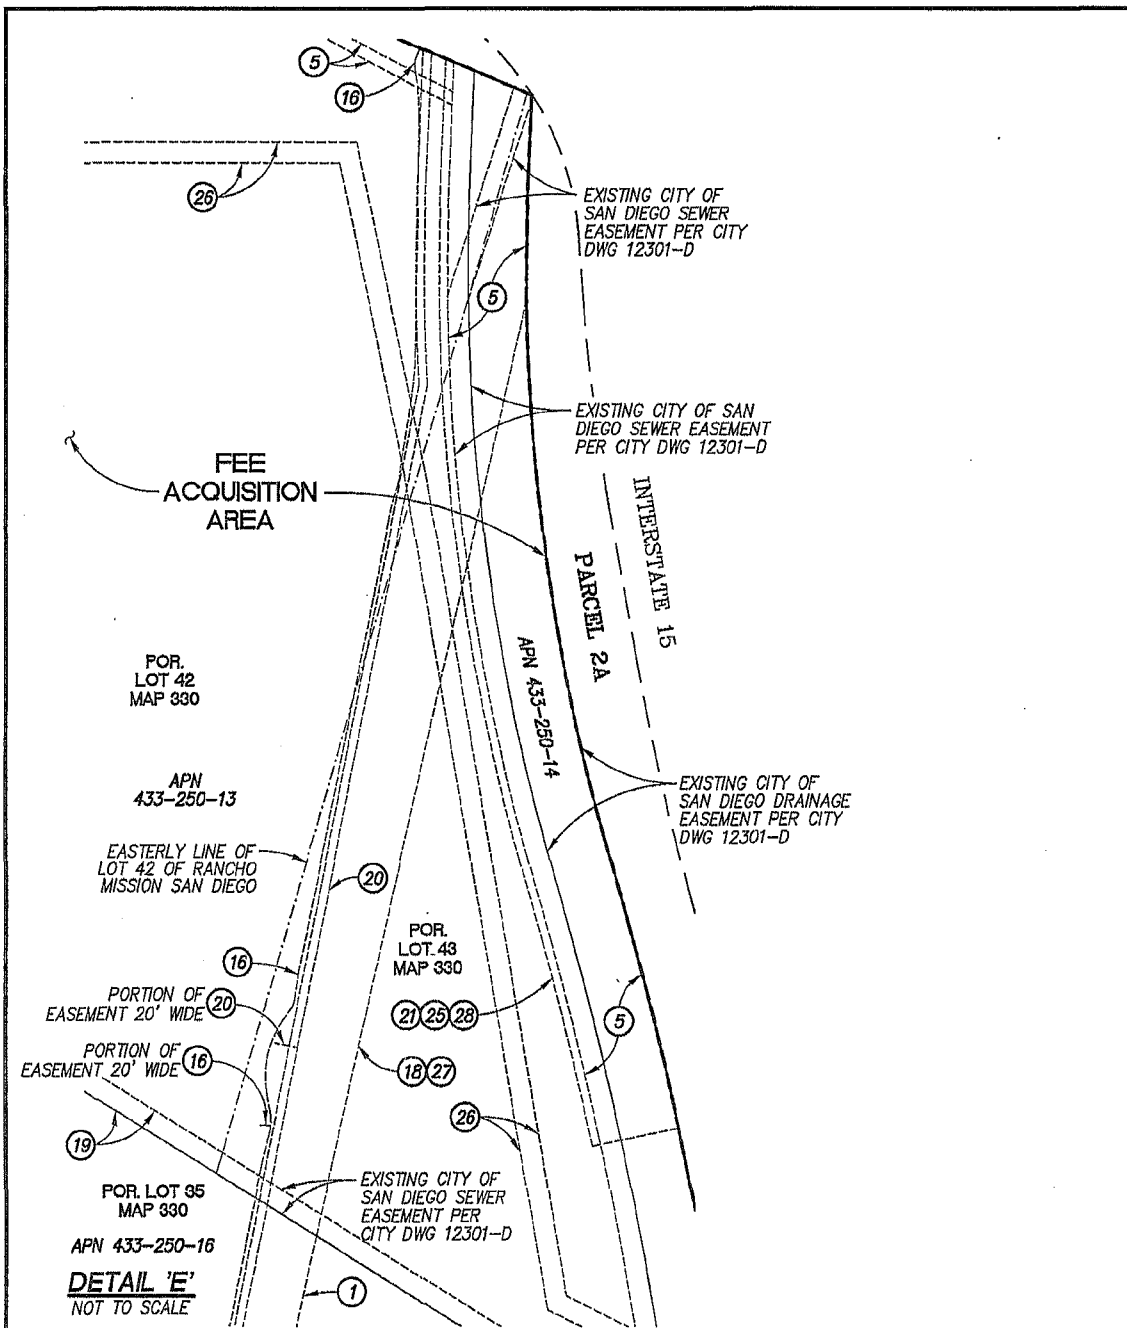 5
16
26
EXISTING CITY OF
SAN DIEGO SEWER
EASEMENT PER CITY
DWG 12301-D
5
EXISTING CITY OF SAN
DIEGO SEWER EASEMENT
PER CITY DWG 12301-D
FEE
ACQUISITION
AREA
INTERSTATE 15
PARCEL 2A
APN 433-250-14
POR.
LOT 42
MAP 330
APN
433-250-13
EXISTING CITY OF
SAN DIEGO DRAINAGE
EASEMENT PER CITY
DWG 12301-D
EASTERLY LINE OF
LOT 42 OF RANCHO
MISSION SAN DIEGO
20
POR.
LOT 43
MAP 330
16
PORTION OF
EASEMENT 20' WIDE 20
21 25 28
5
PORTION OF
EASEMENT 20' WIDE 16
18 27
26
19
EXISTING CITY OF
SAN DIEGO SEWER
EASEMENT PER
CITY DWG 12301-D
POR. LOT 35
MAP 330
APN 433-250-16
DETAIL 'E'
NOT TO SCALE
1